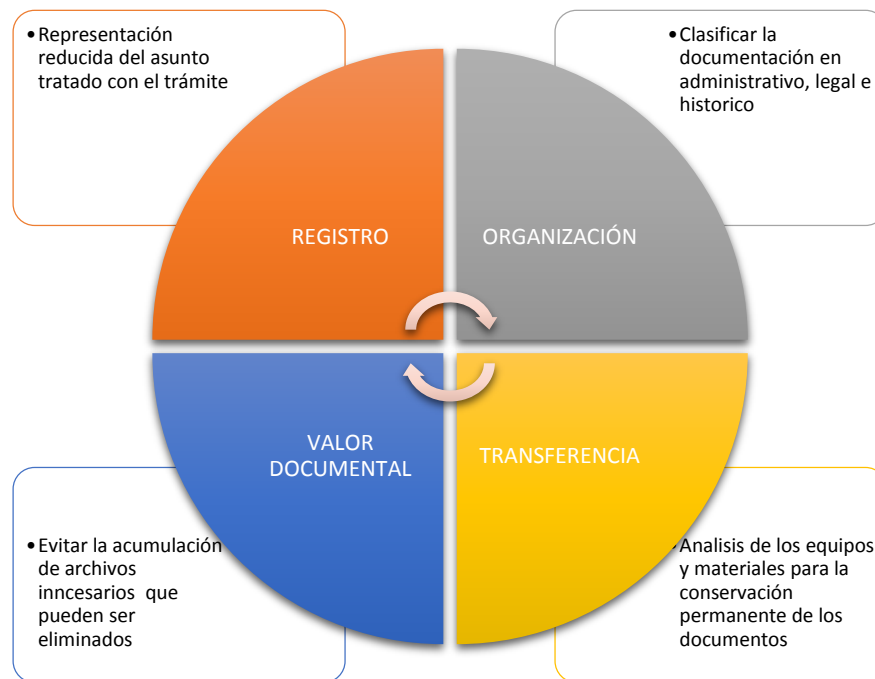 •Representación
reducida del asunto
tratado con el trámite
•Clasificar la
documentación en
administrativo, legal e
historico
REGISTRO
ORGANIZACIÓN
VALOR
DOCUMENTAL
TRANSFERENCIA
•Evitar la acumulación
de archivos
inncesarios que
pueden ser
eliminados
•Analisis de los equipos
y materiales para la
conservación
permanente de los
documentos